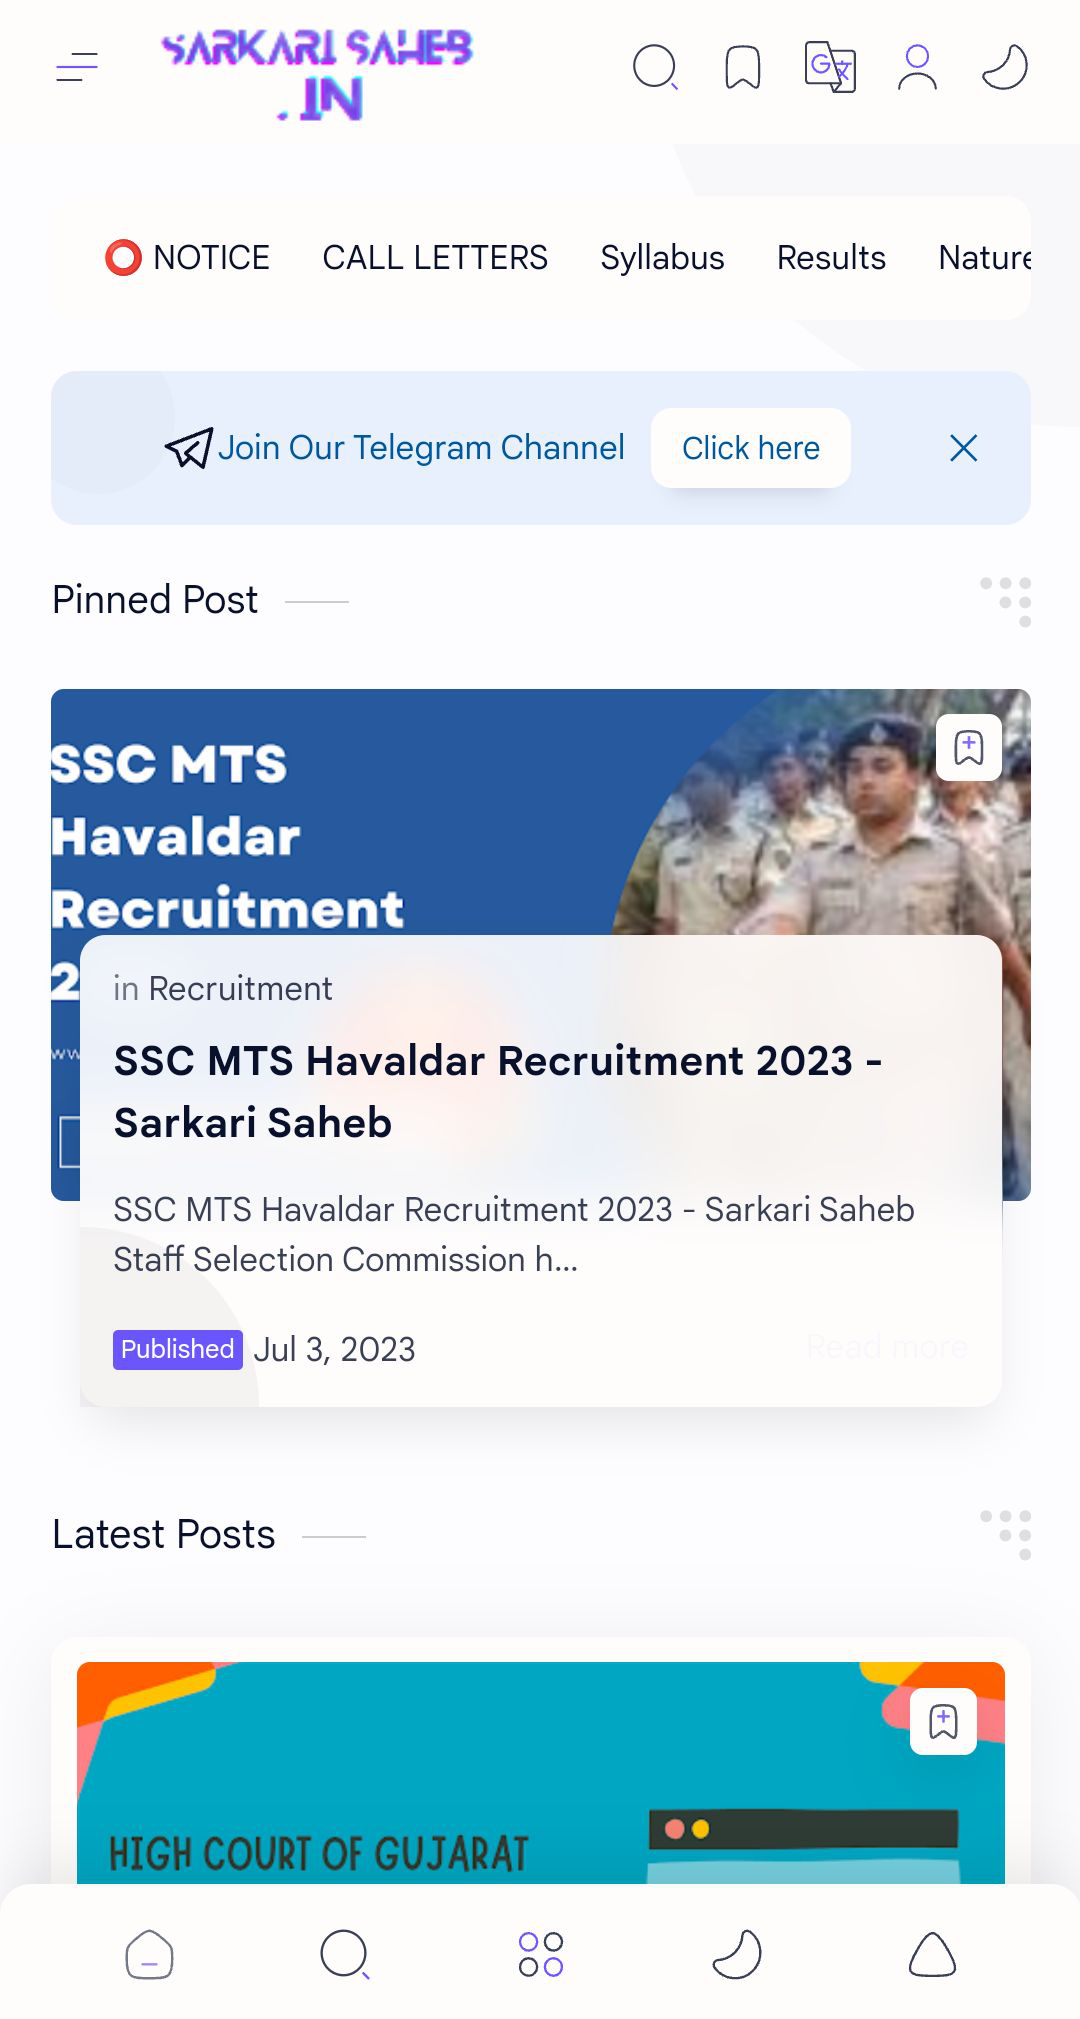 SARKARI SAHEB
.IN
NOTICE CALL LETTERS Syllabus Results Nature
Join Our Telegram Channel Click here
Pinned Post
SSC MTS
Havaldar
Recruitment
2
ww
in Recruitment
SSC MTS Havaldar Recruitment 2023 -
Sarkari Saheb
SSC MTS Havaldar Recruitment 2023 - Sarkari Saheb
Staff Selection Commission h...
Published Jul 3, 2023 Read more
Latest Posts
HIGH COURT OF GUJARAT